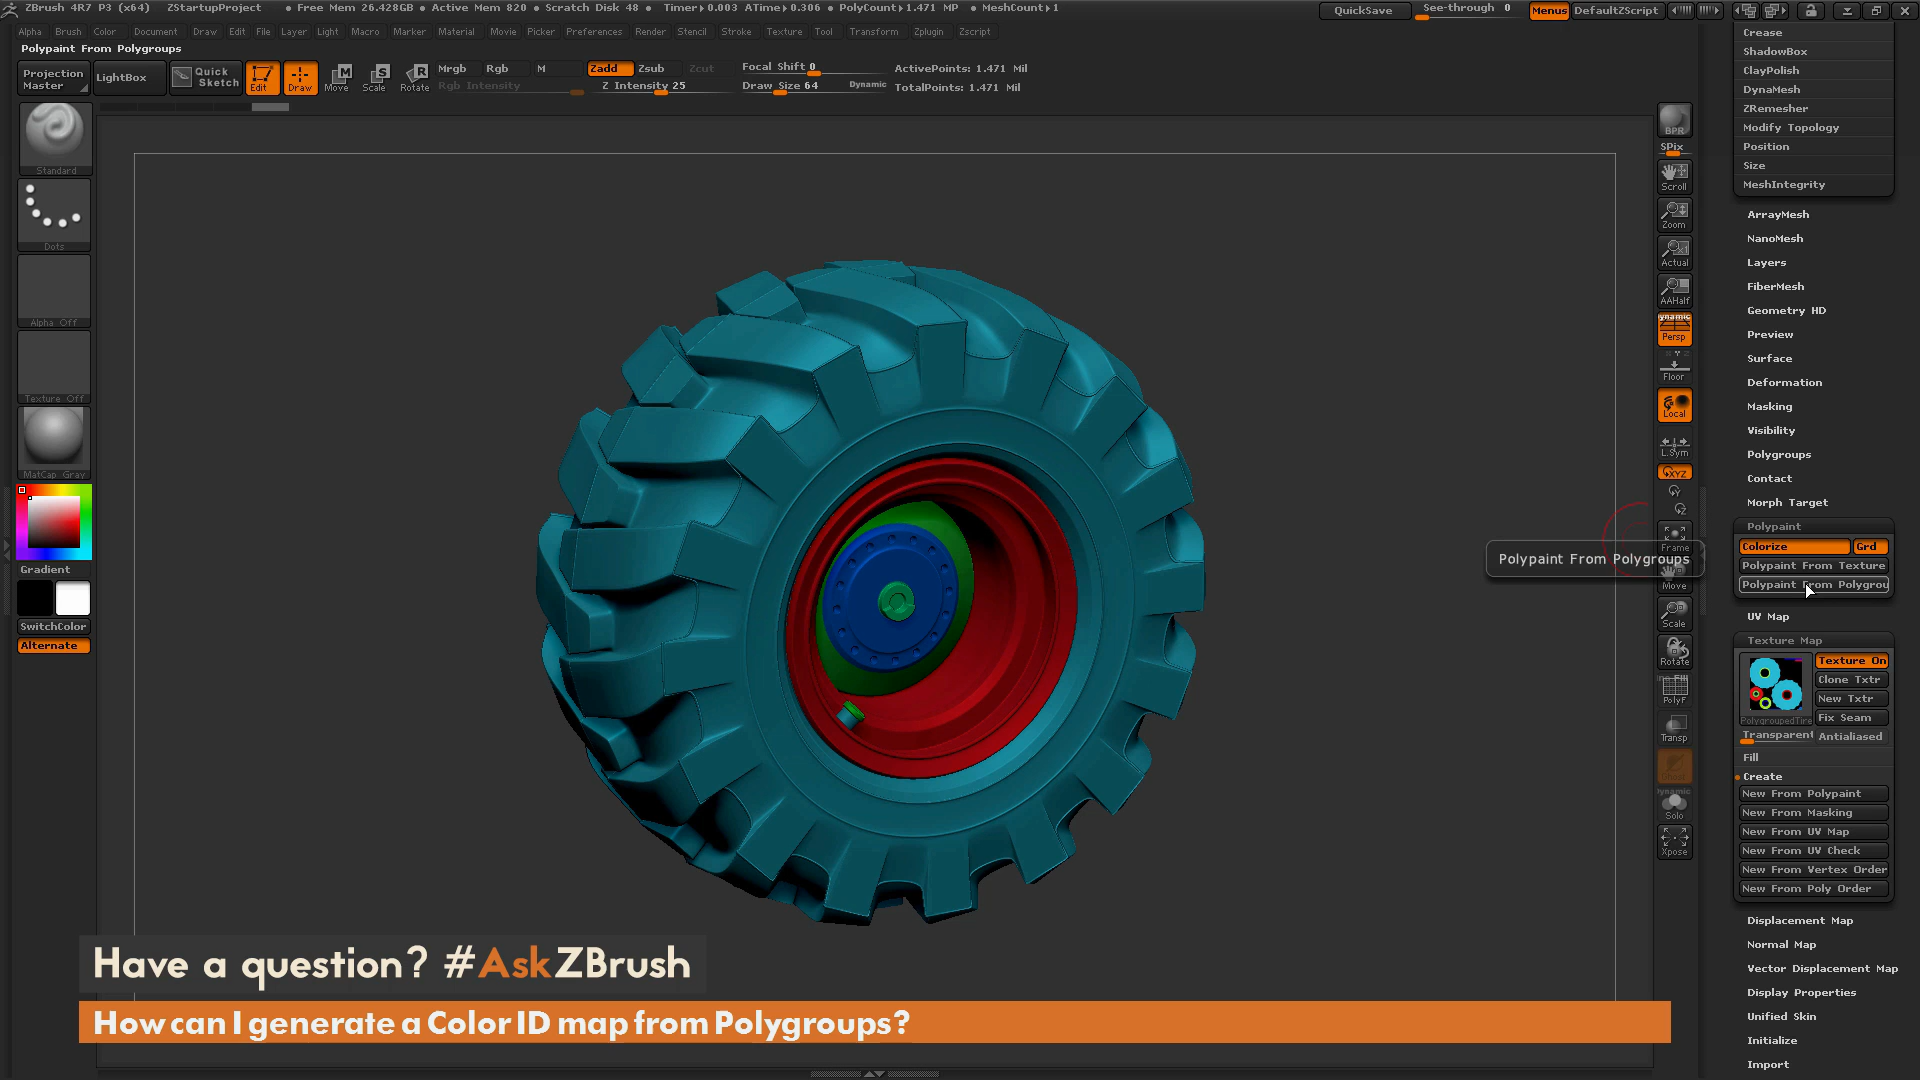 ZBrush 4R7 P3 (x64) ZStartupProject • Free Mem 26.428GB • Active Mem 820 • Scratch Disk 48 • Timer▸0.003 ATime▸0.306 • PolyCount▸1.471 MP • MeshCount▸1 QuickSave See-through 0 Menus DefaultZScript
Alpha Brush Color Document Draw Edit File Layer Light Macro Marker Material Movie Picker Preferences Render Stencil Stroke Texture Tool Transform Zplugin Zscript
Polypaint From Polygroups
Projection Master
LightBox
Quick Sketch
Edit
Draw
Move
Scale
Rotate
Mrgb Rgb M
Rgb Intensity
Zadd Zsub Zcut
Z Intensity 25
Focal Shift 0
Draw Size 64 Dynamic
ActivePoints: 1.471 Mil
TotalPoints: 1.471 Mil
Standard
Dots
Alpha Off
Texture Off
MatCap Gray
Gradient
SwitchColor
Alternate
BPR
SPix
Scroll
Zoom
Actual
AAHalf
Persp
Floor
Local
L.Sym
XYZ
Frame
Move
Scale
Rotate
PolyF
Transp
Solo
Xpose
Polypaint From Polygroups
Crease
ShadowBox
ClayPolish
DynaMesh
ZRemesher
Modify Topology
Position
Size
MeshIntegrity
ArrayMesh
NanoMesh
Layers
FiberMesh
Geometry HD
Preview
Surface
Deformation
Masking
Visibility
Polygroups
Contact
Morph Target
Polypaint
Colorize Grd
Polypaint From Texture
Polypaint From Polygrou
UV Map
Texture Map
Texture On
Clone Txtr
New Txtr
PolygroupedTire
Fix Seam
Transparent Antialiased
Fill
Create
New From Polypaint
New From Masking
New From UV Map
New From UV Check
New From Vertex Order
New From Poly Order
Displacement Map
Normal Map
Vector Displacement Map
Display Properties
Unified Skin
Initialize
Import
Have a question? #AskZBrush
How can I generate a Color ID map from Polygroups?